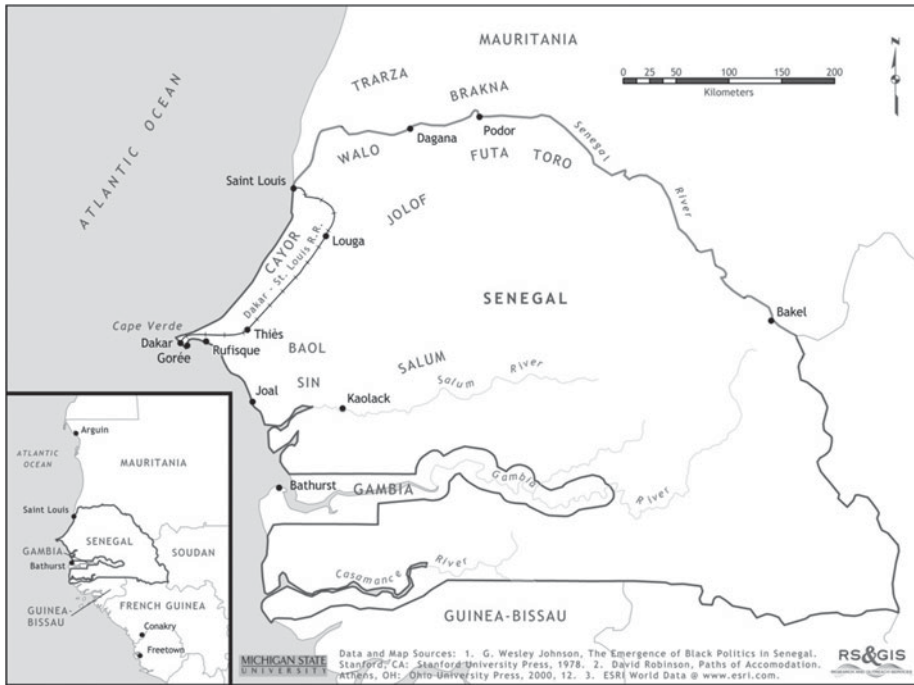 MAURITANIA
N
0 25 50 100 150 200
Kilometers
TRARZA
BRAKNA
ATLANTIC OCEAN
Dagana
Podor
Senegal River
WALO
FUTA TORO
Saint Louis
JOLOF
CAYOR
Dakar - St. Louis R.R.
Louga
SENEGAL
Bakel
Cape Verde
Thiès
Dakar
Gorée
Rufisque
BAOL
SALUM
Salum River
SIN
Joal
Kaolack
Bathurst
GAMBIA
Gambia River
Casamance River
GUINEA-BISSAU
Arguin
ATLANTIC
OCEAN
MAURITANIA
Saint Louis
SENEGAL
GAMBIA
Bathurst
SOUDAN
GUINEA-
BISSAU
FRENCH GUINEA
Conakry
Freetown
MICHIGAN STATE
UNIVERSITY
Data and Map Sources: 1. G. Wesley Johnson, The Emergence of Black Politics in Senegal.
Stanford, CA: Stanford University Press, 1978. 2. David Robinson, Paths of Accomodation.
Athens, OH: Ohio University Press, 2000, 12. 3. ESRI World Data @ www.esri.com.
RS&GIS
RESEARCH AND OUTREACH SERVICES